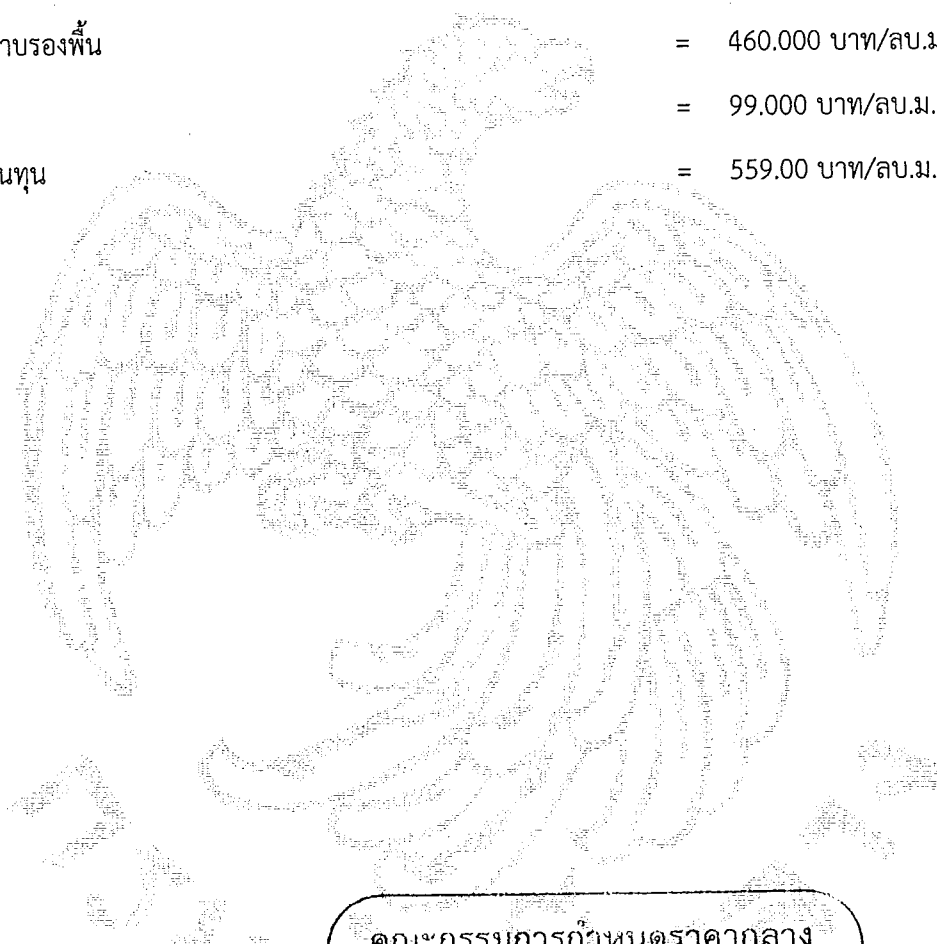 าบรองพื้น = 460.000 บาท/ลบ.ม
= 99.000 บาท/ลบ.ม.
นทุน = 559.00 บาท/ลบ.ม.
คณะกรรมการกำหนดราคากลาง